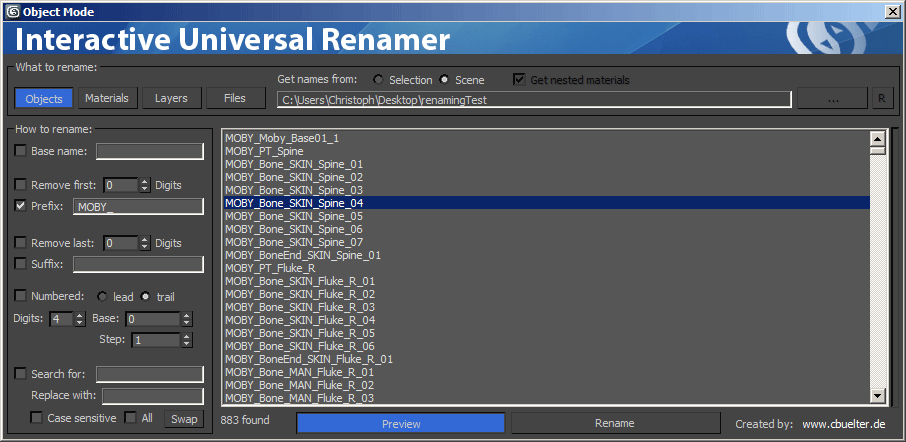 Object Mode
Interactive Universal Renamer
What to rename:
Get names from: Selection Scene Get nested materials
Objects Materials Layers Files C:\Users\Christoph\Desktop\renamingTest ... R
How to rename:
Base name:
Remove first: 0 Digits
Prefix: MOBY_
Remove last: 0 Digits
Suffix:
Numbered: lead trail
Digits: 4 Base: 0
Step: 1
Search for:
Replace with:
Case sensitive All Swap
MOBY_Moby_Base01_1
MOBY_PT_Spine
MOBY_Bone_SKIN_Spine_01
MOBY_Bone_SKIN_Spine_02
MOBY_Bone_SKIN_Spine_03
MOBY_Bone_SKIN_Spine_04
MOBY_Bone_SKIN_Spine_05
MOBY_Bone_SKIN_Spine_06
MOBY_Bone_SKIN_Spine_07
MOBY_BoneEnd_SKIN_Spine_01
MOBY_PT_Fluke_R
MOBY_Bone_SKIN_Fluke_R_01
MOBY_Bone_SKIN_Fluke_R_02
MOBY_Bone_SKIN_Fluke_R_03
MOBY_Bone_SKIN_Fluke_R_04
MOBY_Bone_SKIN_Fluke_R_05
MOBY_Bone_SKIN_Fluke_R_06
MOBY_BoneEnd_SKIN_Fluke_R_01
MOBY_Bone_MAN_Fluke_R_01
MOBY_Bone_MAN_Fluke_R_02
MOBY_Bone_MAN_Fluke_R_03
883 found Preview Rename Created by: www.cbuelter.de